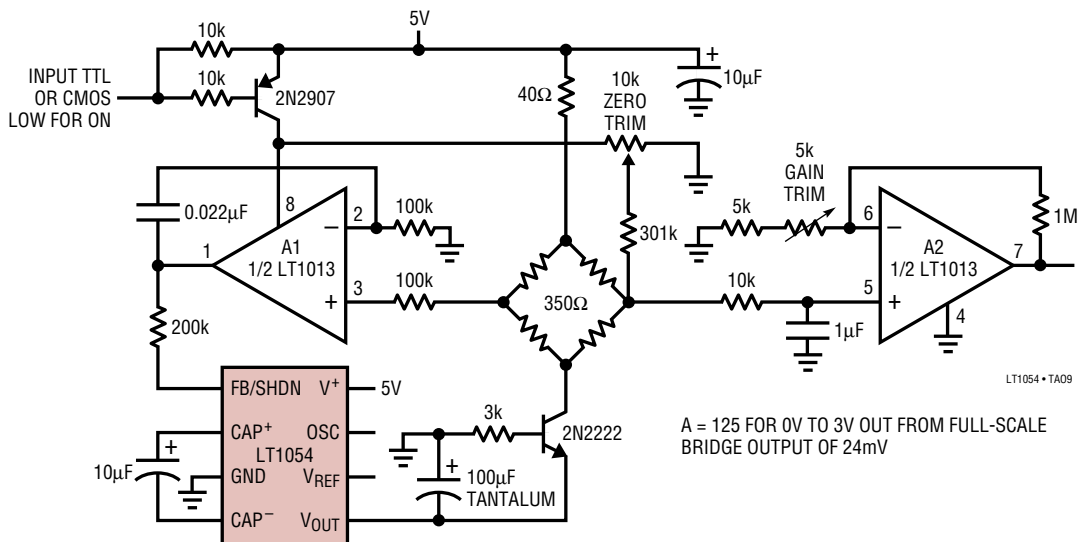 5V
10k
10k
INPUT TTL
OR CMOS
LOW FOR ON
2N2907
40Ω
10k
ZERO
TRIM
+
10µF
5k
GAIN
TRIM
0.022µF
8
2
−
100k
1
A1
1/2 LT1013
3
+
100k
301k
5k
6
−
1M
A2
1/2 LT1013
7
10k
5
+
4
350Ω
1µF
200k
LT1054 • TA09
FB/SHDN
V+
5V
CAP+
OSC
LT1054
+
10µF
GND
VREF
CAP−
VOUT
3k
2N2222
+
100µF
TANTALUM
A = 125 FOR 0V TO 3V OUT FROM FULL-SCALE
BRIDGE OUTPUT OF 24mV